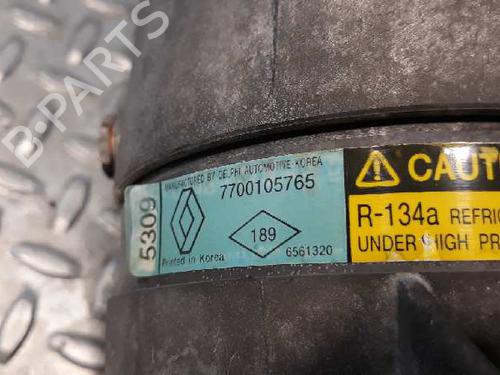 B-PARTS
MANUFACTURED BY DELPHI AUTOMOTIVE-KOREA
7700105765
5309
189
Printed in Korea
6561320
CAUT
R-134a REFRIG
UNDER HIGH PR